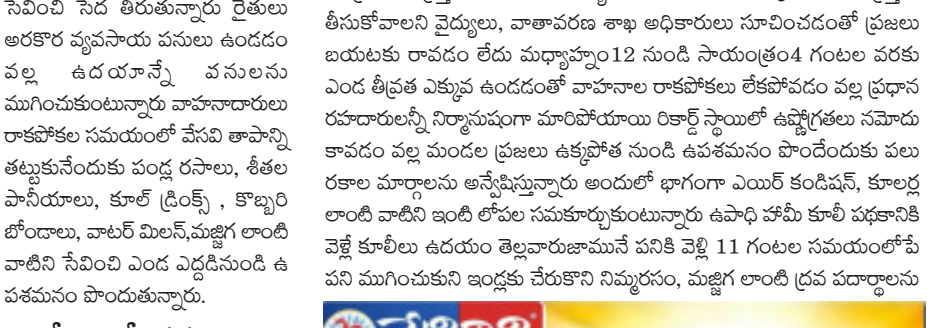 సేవించి సేద తీరుతున్నారు రైతులు
అరకొర వ్యవసాయ పనులు ఉండడం
వల్ల ఉదయాన్నే పనులను
ముగించుకుంటున్నారు వాహనాదారులు
రాకపోకల సమయంలో వేసవి తాపాన్ని
తట్టుకునేందుకు పండ్ల రసాలు, శీతల
పానీయాలు, కూల్ డ్రింక్స్ , కొబ్బరి
బోండాలు, వాటర్ మిలన్,మజ్జిగ లాంటి
వాటిని సేవించి ఎండ ఎద్దడినుండి ఉ
పశమనం పొందుతున్నారు.
తీసుకోవాలని వైద్యులు, వాతావరణ శాఖ అధికారులు సూచించడంతో ప్రజలు
బయటకు రావడం లేదు మధ్యాహ్నం12 నుండి సాయంత్రం4 గంటల వరకు
ఎండ తీవ్రత ఎక్కువ ఉండడంతో వాహనాల రాకపోకలు లేకపోవడం వల్ల ప్రధాన
రహదారులన్నీ నిర్మానుషంగా మారిపోయాయి రికార్డ్ స్థాయిలో ఉష్ణోగ్రతలు నమోదు
కావడం వల్ల మండల ప్రజలు ఉక్కపోత నుండి ఉపశమనం పొందేందుకు పలు
రకాల మార్గాలను అన్వేషిస్తున్నారు అందులో భాగంగా ఎయిర్ కండిషన్, కూలర్ల
లాంటి వాటిని ఇంటి లోపల సమకూర్చుకుంటున్నారు ఉపాధి హామీ కూలీ పథకానికి
వెళ్లే కూలీలు ఉదయం తెల్లవారుజామునే పనికి వెళ్లి 11 గంటల సమయంలోపే
పని ముగించుకుని ఇండ్లకు చేరుకొని నిమ్మరసం, మజ్జిగ లాంటి ద్రవ పదార్థాలను